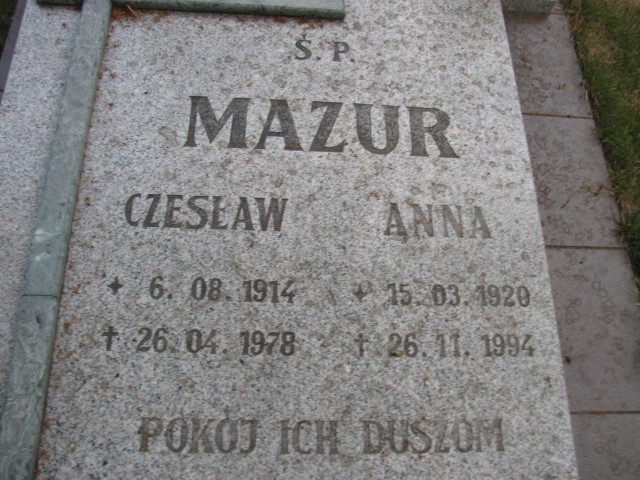 Ś. P.
MAZUR
CZESŁAW ANNA
6. 08. 1914 15. 03. 1920
† 26. 04. 1978 † 26. 11. 1994
POKÓJ ICH DUSZOM